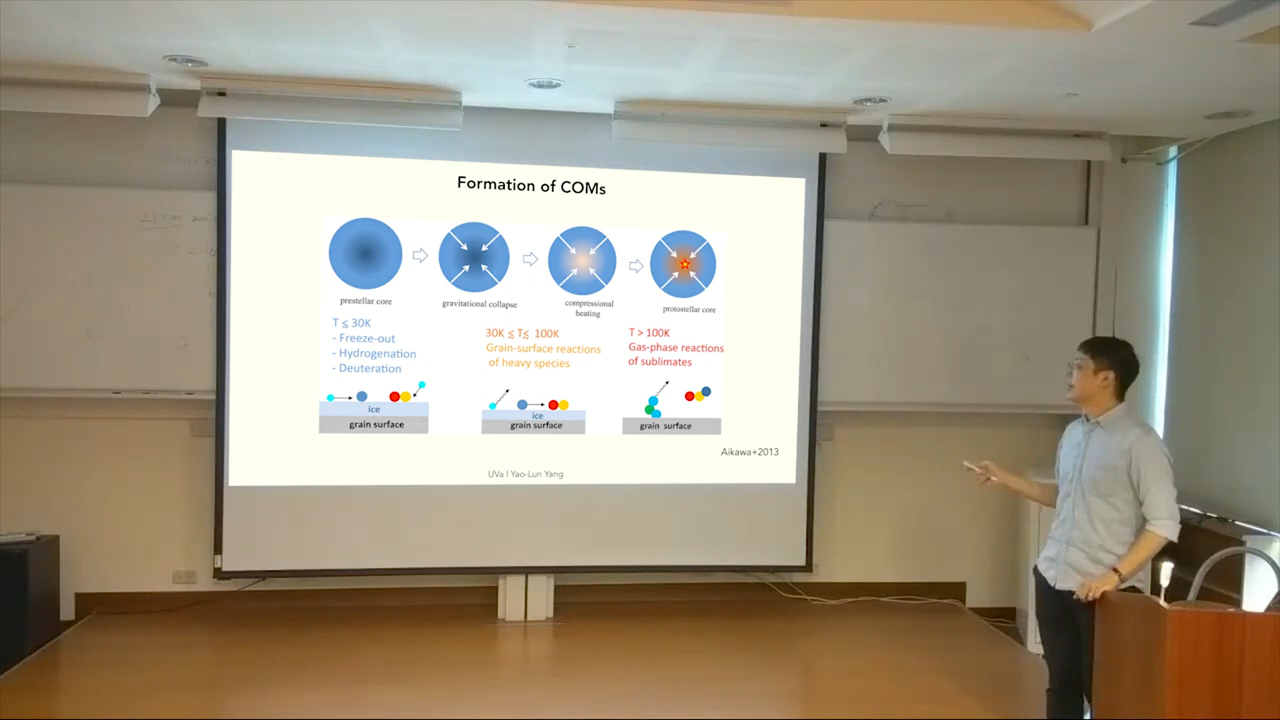 Formation of COMs
prestellar core
gravitational collapse
compressional
heating
protostellar core
T ≤ 30K
- Freeze-out
- Hydrogenation
- Deuteration
30K ≤ T≤ 100K
Grain-surface reactions
of heavy species
T > 100K
Gas-phase reactions
of sublimates
ice
grain surface
ice
grain surface
grain surface
Aikawa+2013
UVa | Yao-Lun Yang
21 cm